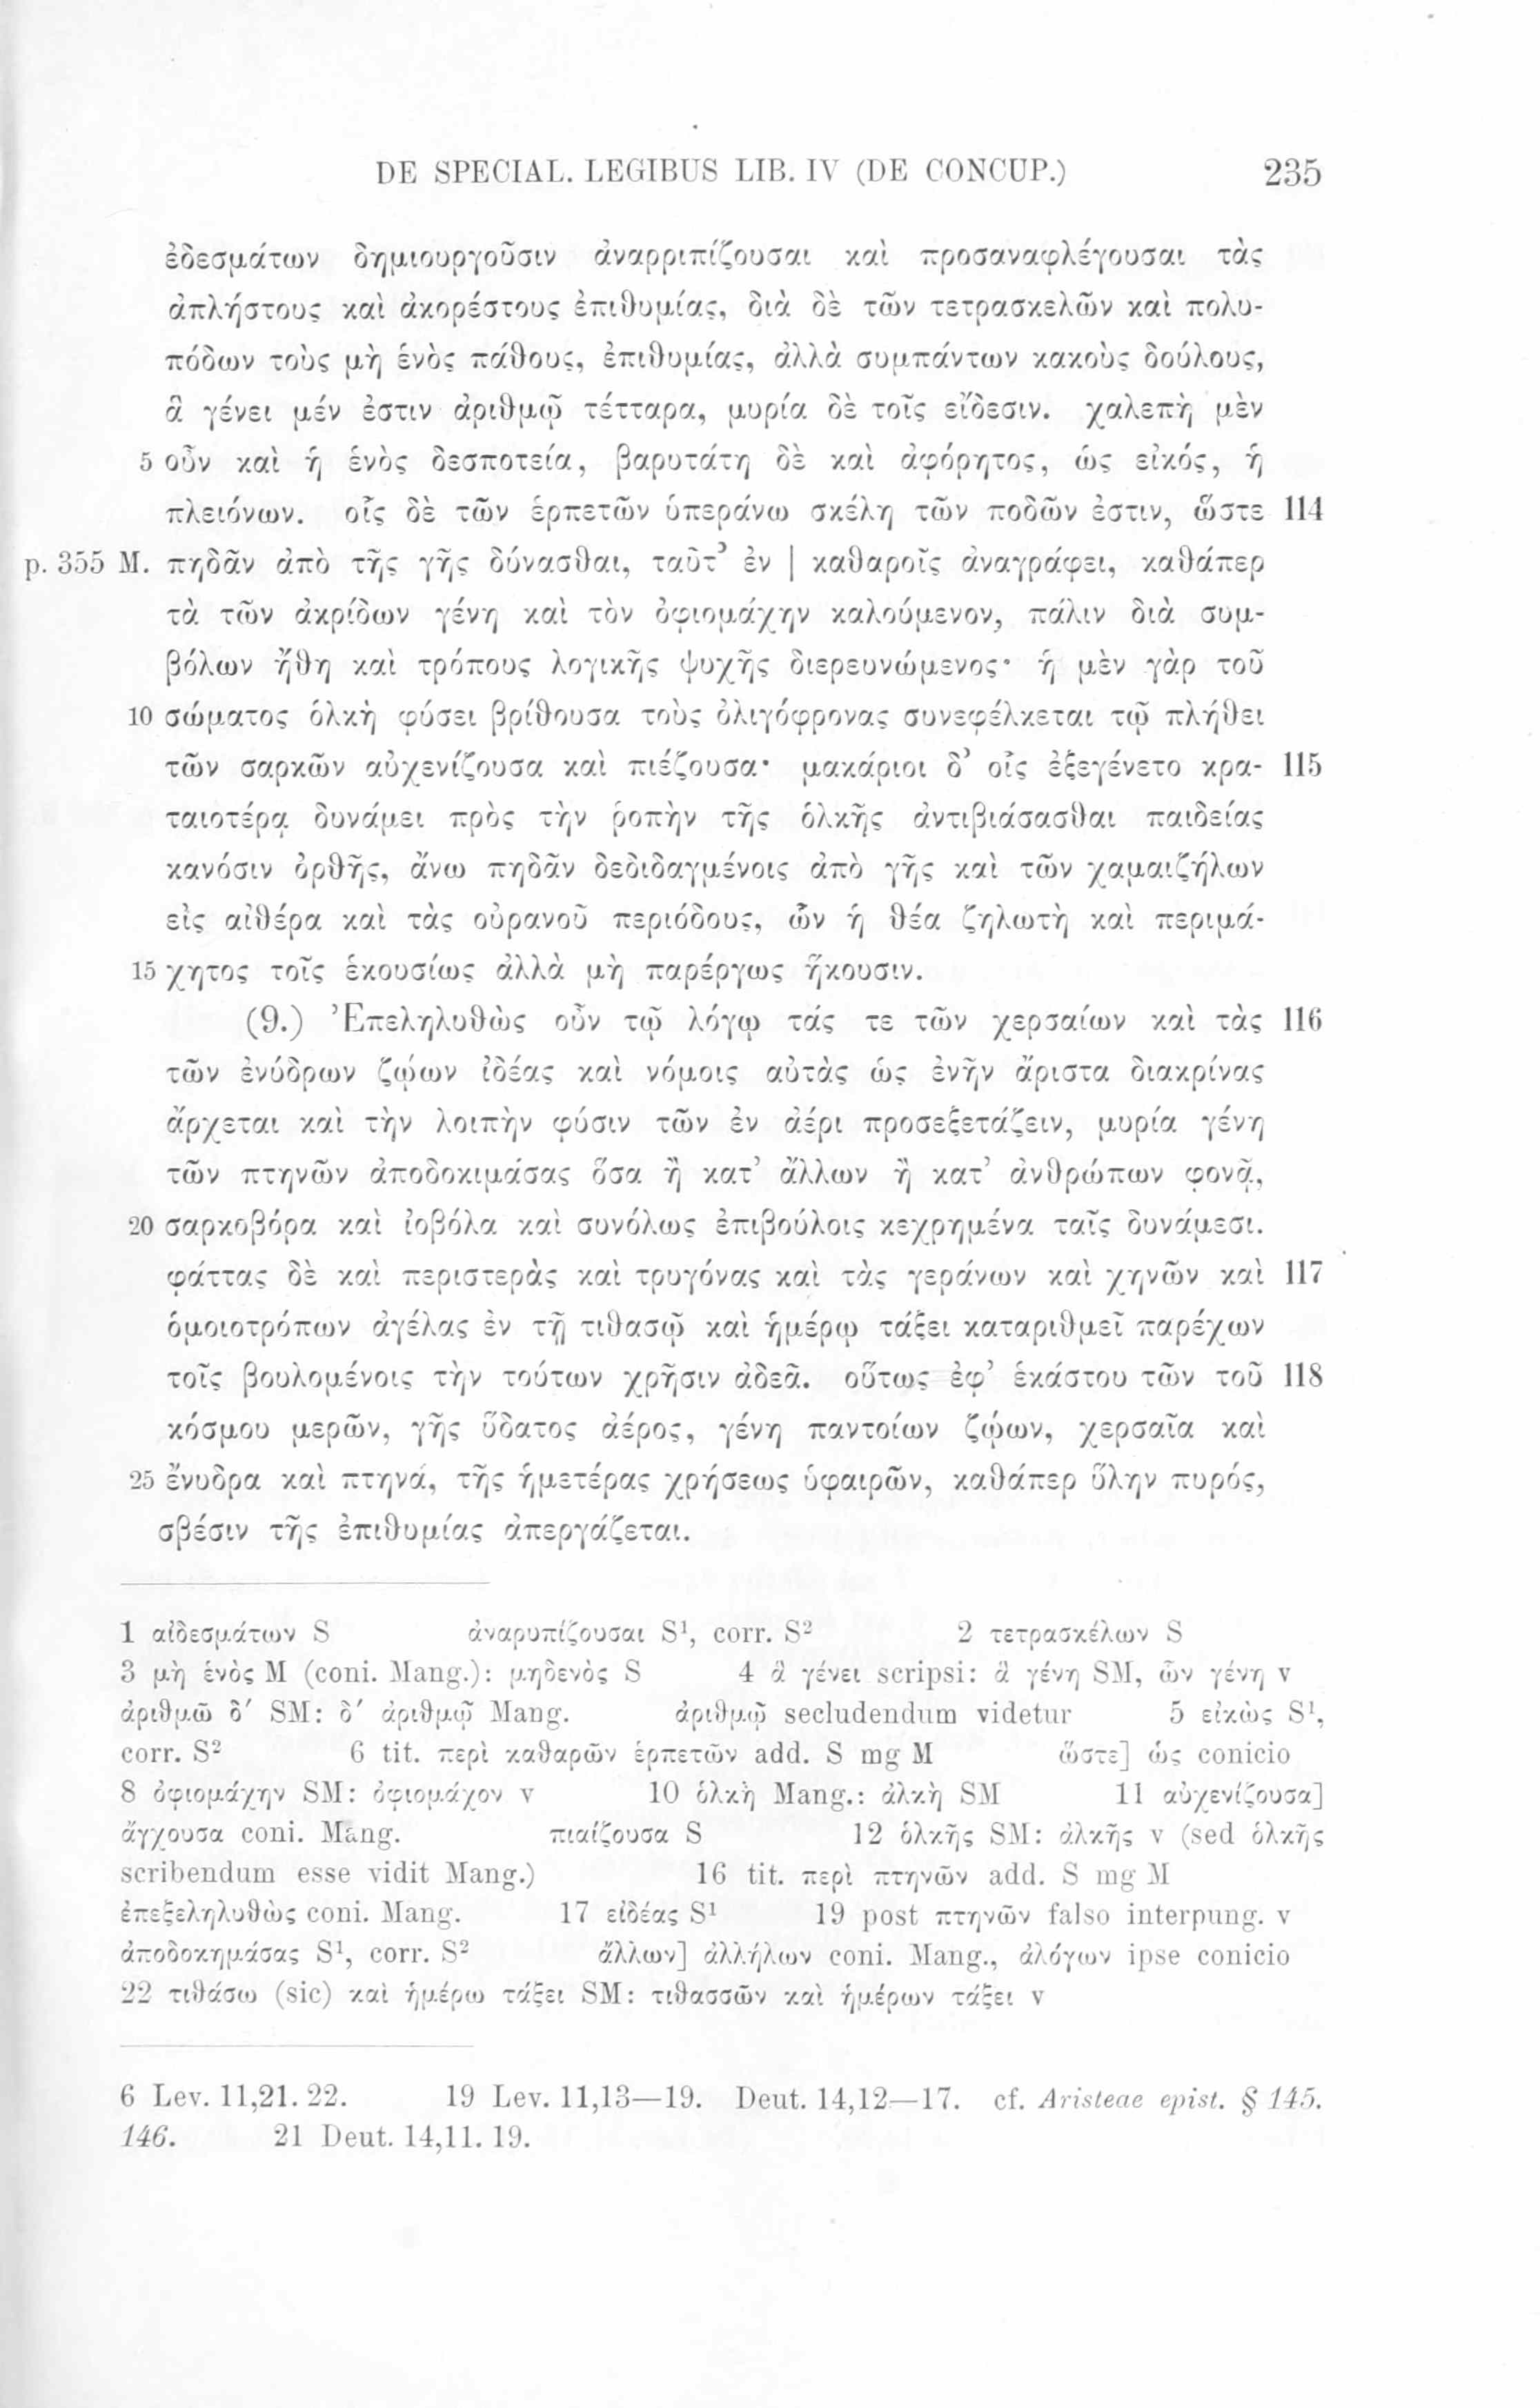 DE SPECIAL. LEGIBUS LIB. IV (DE CONCUP.) 235
ἐδεσμάτων δημιουργοῦσιν ἀναρριπίζουσαι καὶ προσαναφλέγουσαι τὰς
ἀπλήστους καὶ ἀκορέστους ἐπιθυμίας, διὰ δὲ τῶν τετρασκελῶν καὶ πολυ-
πόδων τοὺς μὴ ἑνὸς πάθους, ἐπιθυμίας, ἀλλὰ συμπάντων κακοὺς δούλους,
ἃ γένει μέν ἐστιν ἀριθμῷ τέτταρα, μυρία δὲ τοῖς εἴδεσιν. χαλεπὴ μὲν
5 οὖν καὶ ἡ ἑνὸς δεσποτεία, βαρυτάτη δὲ καὶ ἀφόρητος, ὡς εἰκός, ἡ
πλειόνων. οἷς δὲ τῶν ἑρπετῶν ὑπεράνω σκέλη τῶν ποδῶν ἐστιν, ὥστε 114
p. 355 M. πηδᾶν ἀπὸ τῆς γῆς δύνασθαι, ταῦτ’ ἐν | καθαροῖς ἀναγράφει, καθάπερ
τὰ τῶν ἀκρίδων γένη καὶ τὸν ὀφιομάχην καλούμενον, πάλιν διὰ συμ-
βόλων ἤθη καὶ τρόπους λογικῆς ψυχῆς διερευνώμενος· ἡ μὲν γὰρ τοῦ
10 σώματος ὁλκὴ φύσει βρίθουσα τοὺς ὀλιγόφρονας συνεφέλκεται τῷ πλήθει
τῶν σαρκῶν αὐχενίζουσα καὶ πιέζουσα· μακάριοι δ’ οἷς ἐξεγένετο κρα- 115
ταιοτέρᾳ δυνάμει πρὸς τὴν ῥοπὴν τῆς ὁλκῆς ἀντιβιάσασθαι παιδείας
κανόσιν ὀρθῆς, ἄνω πηδᾶν δεδιδαγμένοις ἀπὸ γῆς καὶ τῶν χαμαιζήλων
εἰς αἰθέρα καὶ τὰς οὐρανοῦ περιόδους, ὧν ἡ θέα ζηλωτὴ καὶ περιμά-
15 χητος τοῖς ἑκουσίως ἀλλὰ μὴ παρέργως ἥκουσιν.
(9.) Ἐπεληλυθὼς οὖν τῷ λόγῳ τάς τε τῶν χερσαίων καὶ τὰς 116
τῶν ἐνύδρων ζῴων ἰδέας καὶ νόμοις αὐτὰς ὡς ἐνῆν ἄριστα διακρίνας
ἄρχεται καὶ τὴν λοιπὴν φύσιν τῶν ἐν ἀέρι προσεξετάζειν, μυρία γένη
τῶν πτηνῶν ἀποδοκιμάσας ὅσα ἢ κατ’ ἄλλων ἢ κατ’ ἀνθρώπων φονᾷ,
20 σαρκοβόρα καὶ ἰοβόλα καὶ συνόλως ἐπιβούλοις κεχρημένα ταῖς δυνάμεσι.
φάττας δὲ καὶ περιστερὰς καὶ τρυγόνας καὶ τὰς γεράνων καὶ χηνῶν καὶ 117
ὁμοιοτρόπων ἀγέλας ἐν τῇ τιθασῷ καὶ ἡμέρῳ τάξει καταριθμεῖ παρέχων
τοῖς βουλομένοις τὴν τούτων χρῆσιν ἀδεᾶ. οὕτως ἐφ’ ἑκάστου τῶν τοῦ 118
κόσμου μερῶν, γῆς ὕδατος ἀέρος, γένη παντοίων ζῴων, χερσαῖα καὶ
25 ἔνυδρα καὶ πτηνά, τῆς ἡμετέρας χρήσεως ὑφαιρῶν, καθάπερ ὕλην πυρός,
σβέσιν τῆς ἐπιθυμίας ἀπεργάζεται.
1 αἰδεσμάτων S ἀναρυπίζουσαι S¹, corr. S² 2 τετρασκέλων S
3 μὴ ἑνὸς M (coni. Mang.): μηδενὸς S 4 ἃ γένει scripsi: ἃ γένη SM, ὧν γένη v
ἀριθμῶ δ′ SM: δ′ ἀριθμῷ Mang. ἀριθμῷ secludendum videtur 5 εἰκὼς S¹,
corr. S² 6 tit. περὶ καθαρῶν ἑρπετῶν add. S mg M ὥστε] ὡς conicio
8 ὀφιομάχην SM: ὀφιομάχον v 10 ὁλκὴ Mang.: ἀλκὴ SM 11 αὐχενίζουσα]
ἄγχουσα coni. Mang. πιαίζουσα S 12 ὁλκῆς SM: ἀλκῆς v (sed ὁλκῆς
scribendum esse vidit Mang.) 16 tit. περὶ πτηνῶν add. S mg M
ἐπεξεληλυθὼς coni. Mang. 17 εἰδέας S¹ 19 post πτηνῶν falso interpung. v
ἀποδοκημάσας S¹, corr. S² ἄλλων] ἀλλήλων coni. Mang., ἀλόγων ipse conicio
22 τιθάσω (sic) καὶ ἡμέρω τάξει SM: τιθασσῶν καὶ ἡμέρων τάξει v
6 Lev. 11,21. 22. 19 Lev. 11,13—19. Deut. 14,12—17. cf. Aristeae epist. § 145.
146. 21 Deut. 14,11. 19.